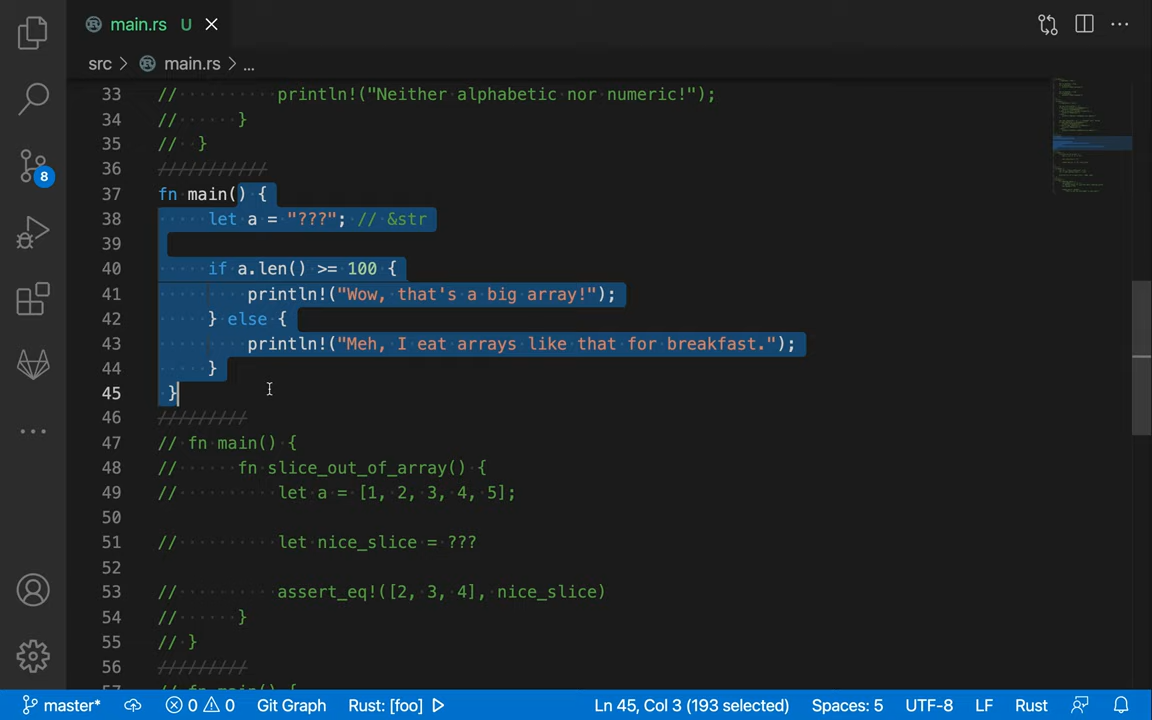 main.rs U
src > main.rs > ...
33 // println!("Neither alphabetic nor numeric!");
34 // }
35 // }
36 ///////////
37 fn main() {
38 let a = "???"; // &str
39
40 if a.len() >= 100 {
41 println!("Wow, that's a big array!");
42 } else {
43 println!("Meh, I eat arrays like that for breakfast.");
44 }
45 }
46 /////////
47 // fn main() {
48 // fn slice_out_of_array() {
49 // let a = [1, 2, 3, 4, 5];
50
51 // let nice_slice = ???
52
53 // assert_eq!([2, 3, 4], nice_slice)
54 // }
55 // }
56 /////////
57 // fn main() {
8
master* 0 0 Git Graph Rust: [foo] Ln 45, Col 3 (193 selected) Spaces: 5 UTF-8 LF Rust